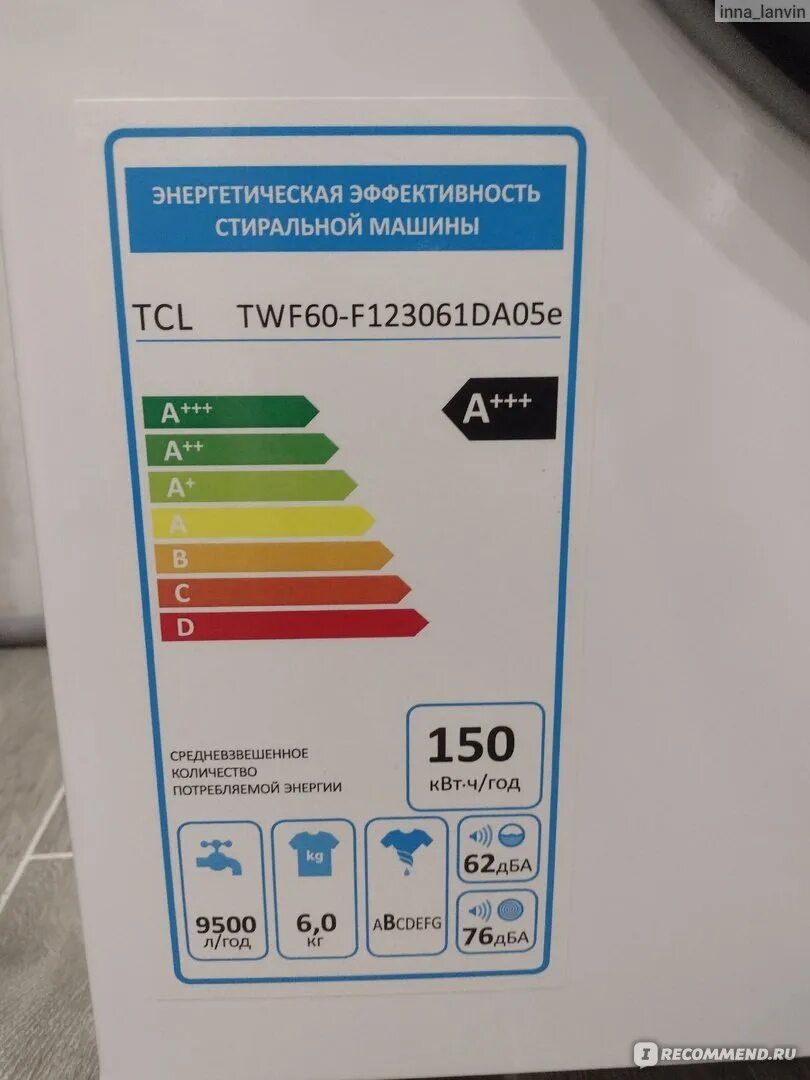 inna_lanvin
ЭНЕРГЕТИЧЕСКАЯ ЭФФЕКТИВНОСТЬ
СТИРАЛЬНОЙ МАШИНЫ
TCL TWF60-F123061DA05e
A+++ A+++
A++
A+
A
B
C
D
СРЕДНЕВЗВЕШЕННОЕ
КОЛИЧЕСТВО
ПОТРЕБЛЯЕМОЙ ЭНЕРГИИ
150
кВт·ч/год
9500
л/год
kg
6,0
кг
ABCDEFG
62дБА
76дБА
IRECOMMEND.RU